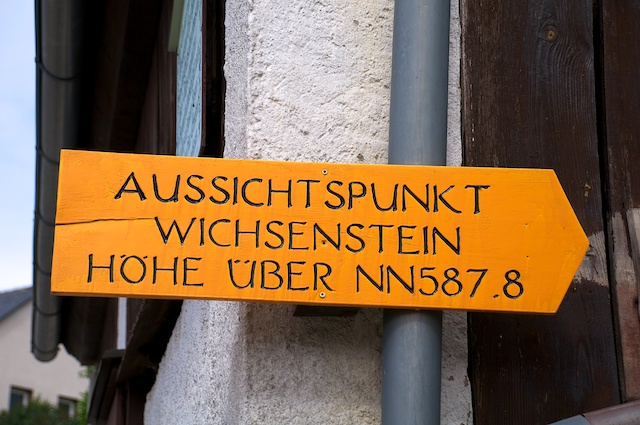 AUSSICHTSPUNKT
WICHSENSTEIN
HÖHE ÜBER NN587.8